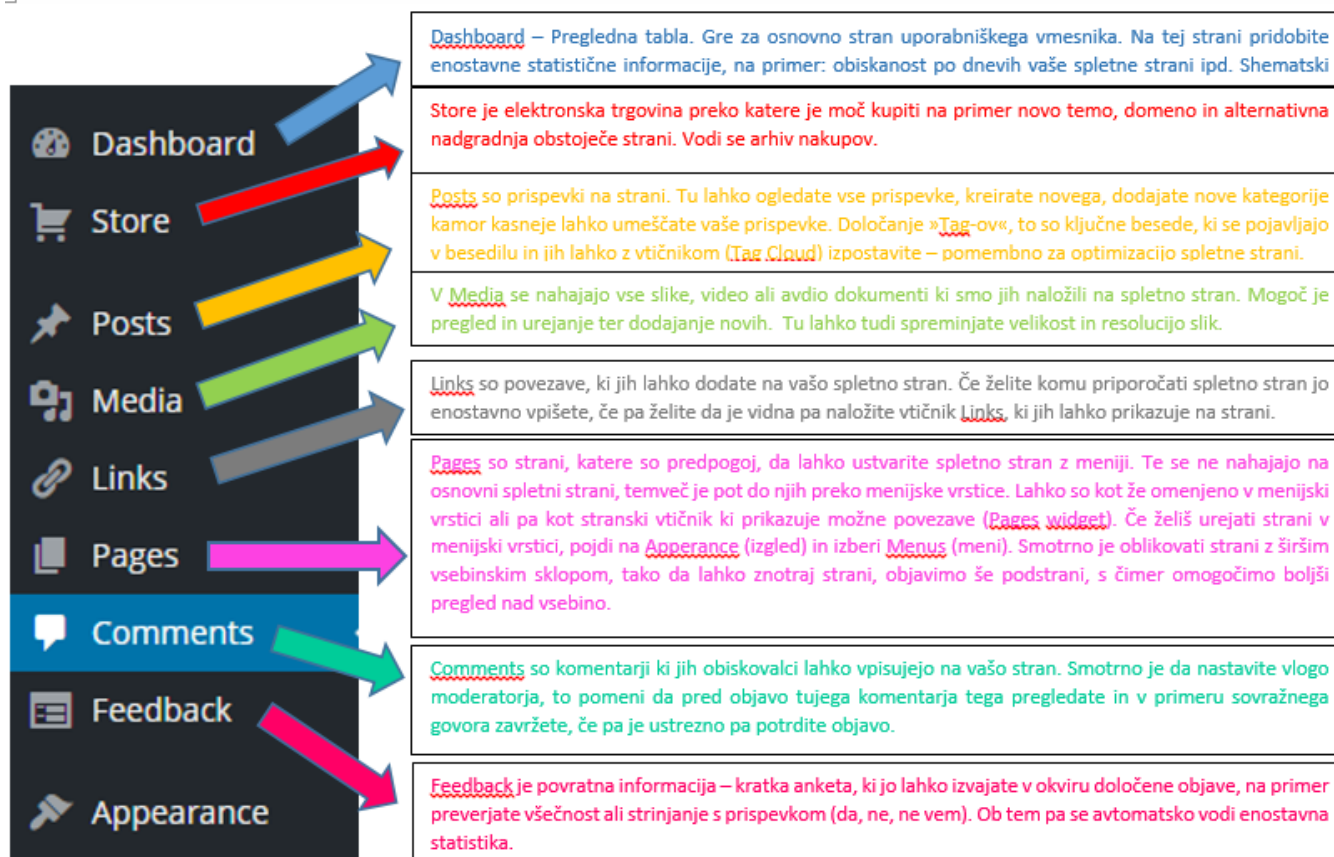 Dashboard
Store
Posts
Media
Links
Pages
Comments
Feedback
Appearance
Dashboard – Pregledna tabla. Gre za osnovno stran uporabniškega vmesnika. Na tej strani pridobite
enostavne statistične informacije, na primer: obiskanost po dnevih vaše spletne strani ipd. Shematski
Store je elektronska trgovina preko katere je moč kupiti na primer novo temo, domeno in alternativna
nadgradnja obstoječe strani. Vodi se arhiv nakupov.
Posts so prispevki na strani. Tu lahko ogledate vse prispevke, kreirate novega, dodajate nove kategorije
kamor kasneje lahko umeščate vaše prispevke. Določanje »Tag-ov«, to so ključne besede, ki se pojavljajo
v besedilu in jih lahko z vtičnikom (Tag Cloud) izpostavite – pomembno za optimizacijo spletne strani.
V Media se nahajajo vse slike, video ali avdio dokumenti ki smo jih naložili na spletno stran. Mogoč je
pregled in urejanje ter dodajanje novih. Tu lahko tudi spreminjate velikost in resolucijo slik.
Links so povezave, ki jih lahko dodate na vašo spletno stran. Če želite komu priporočati spletno stran jo
enostavno vpišete, če pa želite da je vidna pa naložite vtičnik Links, ki jih lahko prikazuje na strani.
Pages so strani, katere so predpogoj, da lahko ustvarite spletno stran z meniji. Te se ne nahajajo na
osnovni spletni strani, temveč je pot do njih preko menijske vrstice. Lahko so kot že omenjeno v menijski
vrstici ali pa kot stranski vtičnik ki prikazuje možne povezave (Pages widget). Če želiš urejati strani v
menijski vrstici, pojdi na Apperance (izgled) in izberi Menus (meni). Smotrno je oblikovati strani z širšim
vsebinskim sklopom, tako da lahko znotraj strani, objavimo še podstrani, s čimer omogočimo boljši
pregled nad vsebino.
Comments so komentarji ki jih obiskovalci lahko vpisujejo na vašo stran. Smotrno je da nastavite vlogo
moderatorja, to pomeni da pred objavo tujega komentarja tega pregledate in v primeru sovražnega
govora zavržete, če pa je ustrezno pa potrdite objavo.
Feedback je povratna informacija – kratka anketa, ki jo lahko izvajate v okviru določene objave, na primer
preverjate všečnost ali strinjanje s prispevkom (da, ne, ne vem). Ob tem pa se avtomatsko vodi enostavna
statistika.